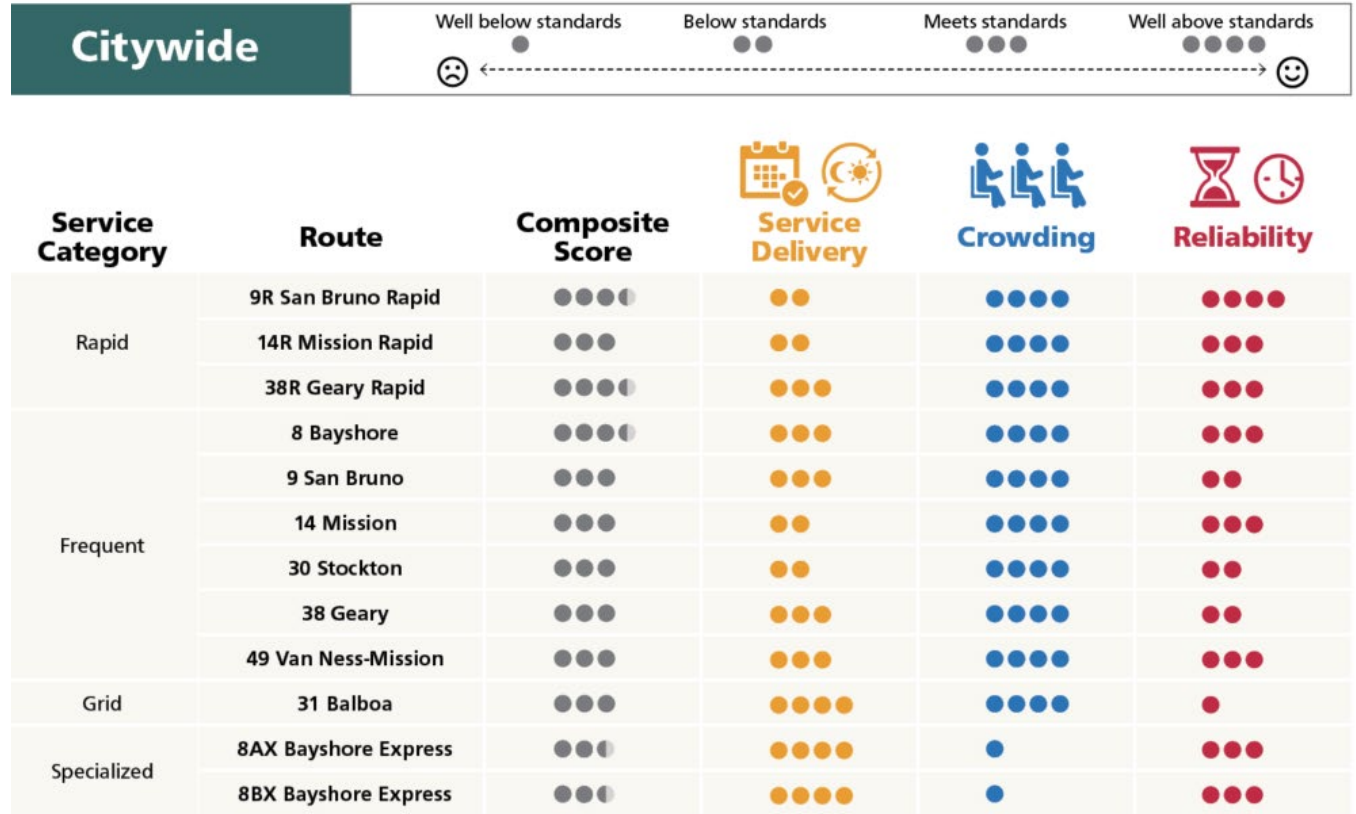 Citywide
Well below standards
Below standards
Meets standards
Well above standards
Service Category
Route
Composite Score
Service Delivery
Crowding
Reliability
Rapid
9R San Bruno Rapid
14R Mission Rapid
38R Geary Rapid
Frequent
8 Bayshore
9 San Bruno
14 Mission
30 Stockton
38 Geary
49 Van Ness-Mission
Grid
31 Balboa
Specialized
8AX Bayshore Express
8BX Bayshore Express